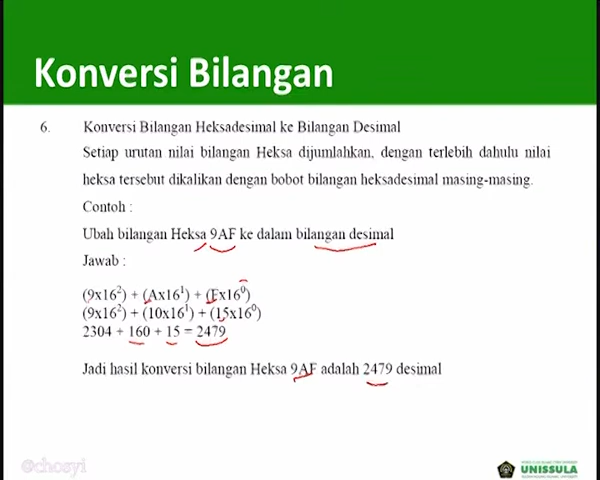 Konversi Bilangan
6. Konversi Bilangan Heksadesimal ke Bilangan Desimal
Setiap urutan nilai bilangan Heksa dijumlahkan, dengan terlebih dahulu nilai
heksa tersebut dikalikan dengan bobot bilangan heksadesimal masing-masing.
Contoh :
Ubah bilangan Heksa 9AF ke dalam bilangan desimal
Jawab :
(9x16²) + (Ax16¹) + (Fx16⁰)
(9x16²) + (10x16¹) + (15x16⁰)
2304 + 160 + 15 = 2479
Jadi hasil konversi bilangan Heksa 9AF adalah 2479 desimal
@chosyi
UNISSULA